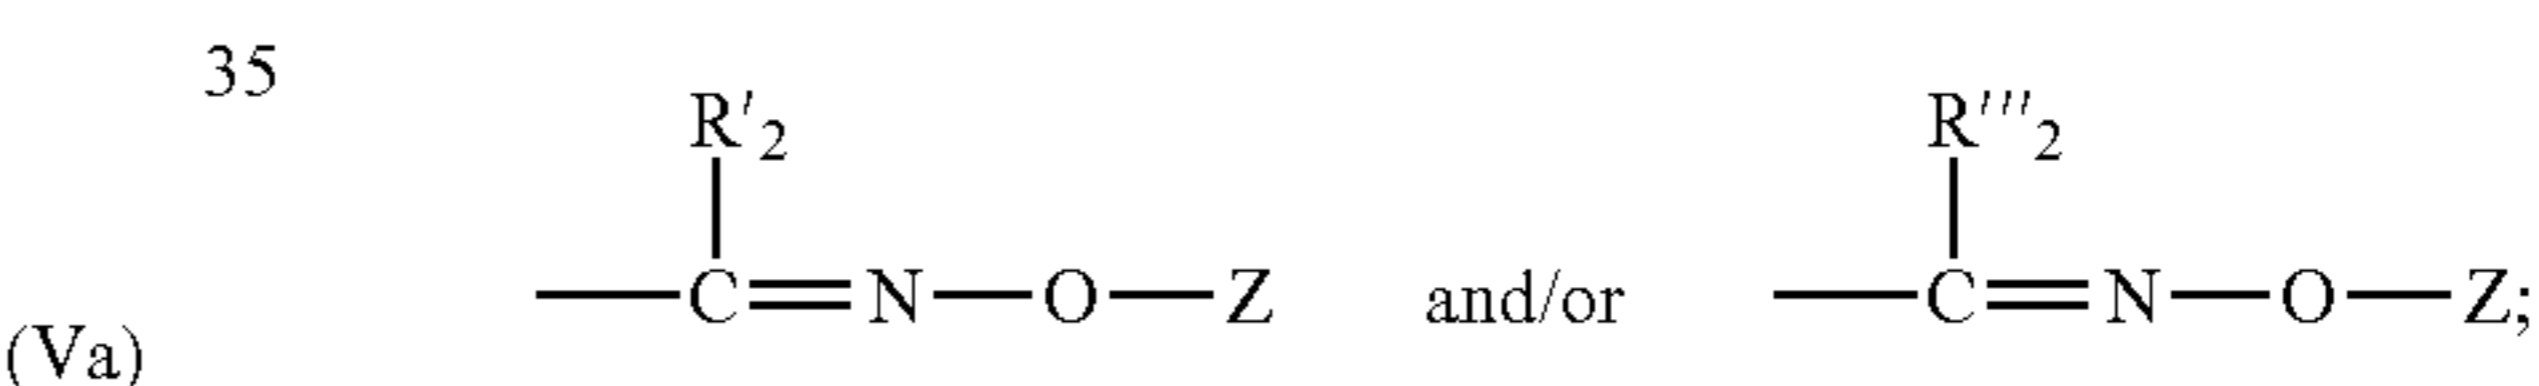 35
R'₂ R'''₂
—C=N—O—Z and/or —C=N—O—Z;
(Va)